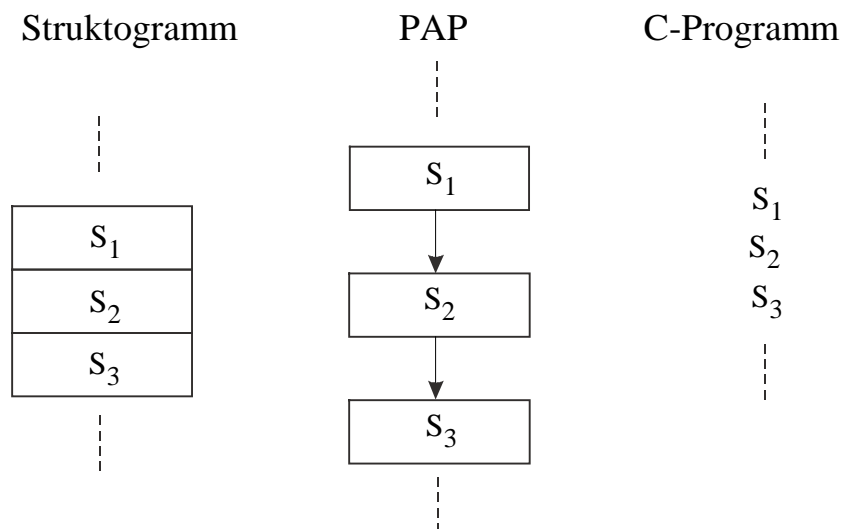 Struktogramm
PAP
C-Programm
S₁
S₂
S₃
S₁
S₂
S₃
S₁
S₂
S₃